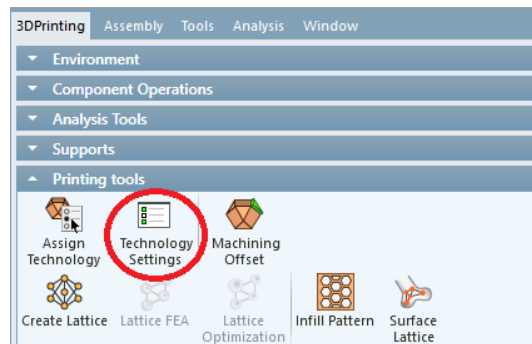 3DPrinting Assembly Tools Analysis Window
Environment
Component Operations
Analysis Tools
Supports
Printing tools
Assign Technology Machining
Technology Settings Offset
Create Lattice Lattice FEA Lattice Infill Pattern Surface
Optimization Lattice